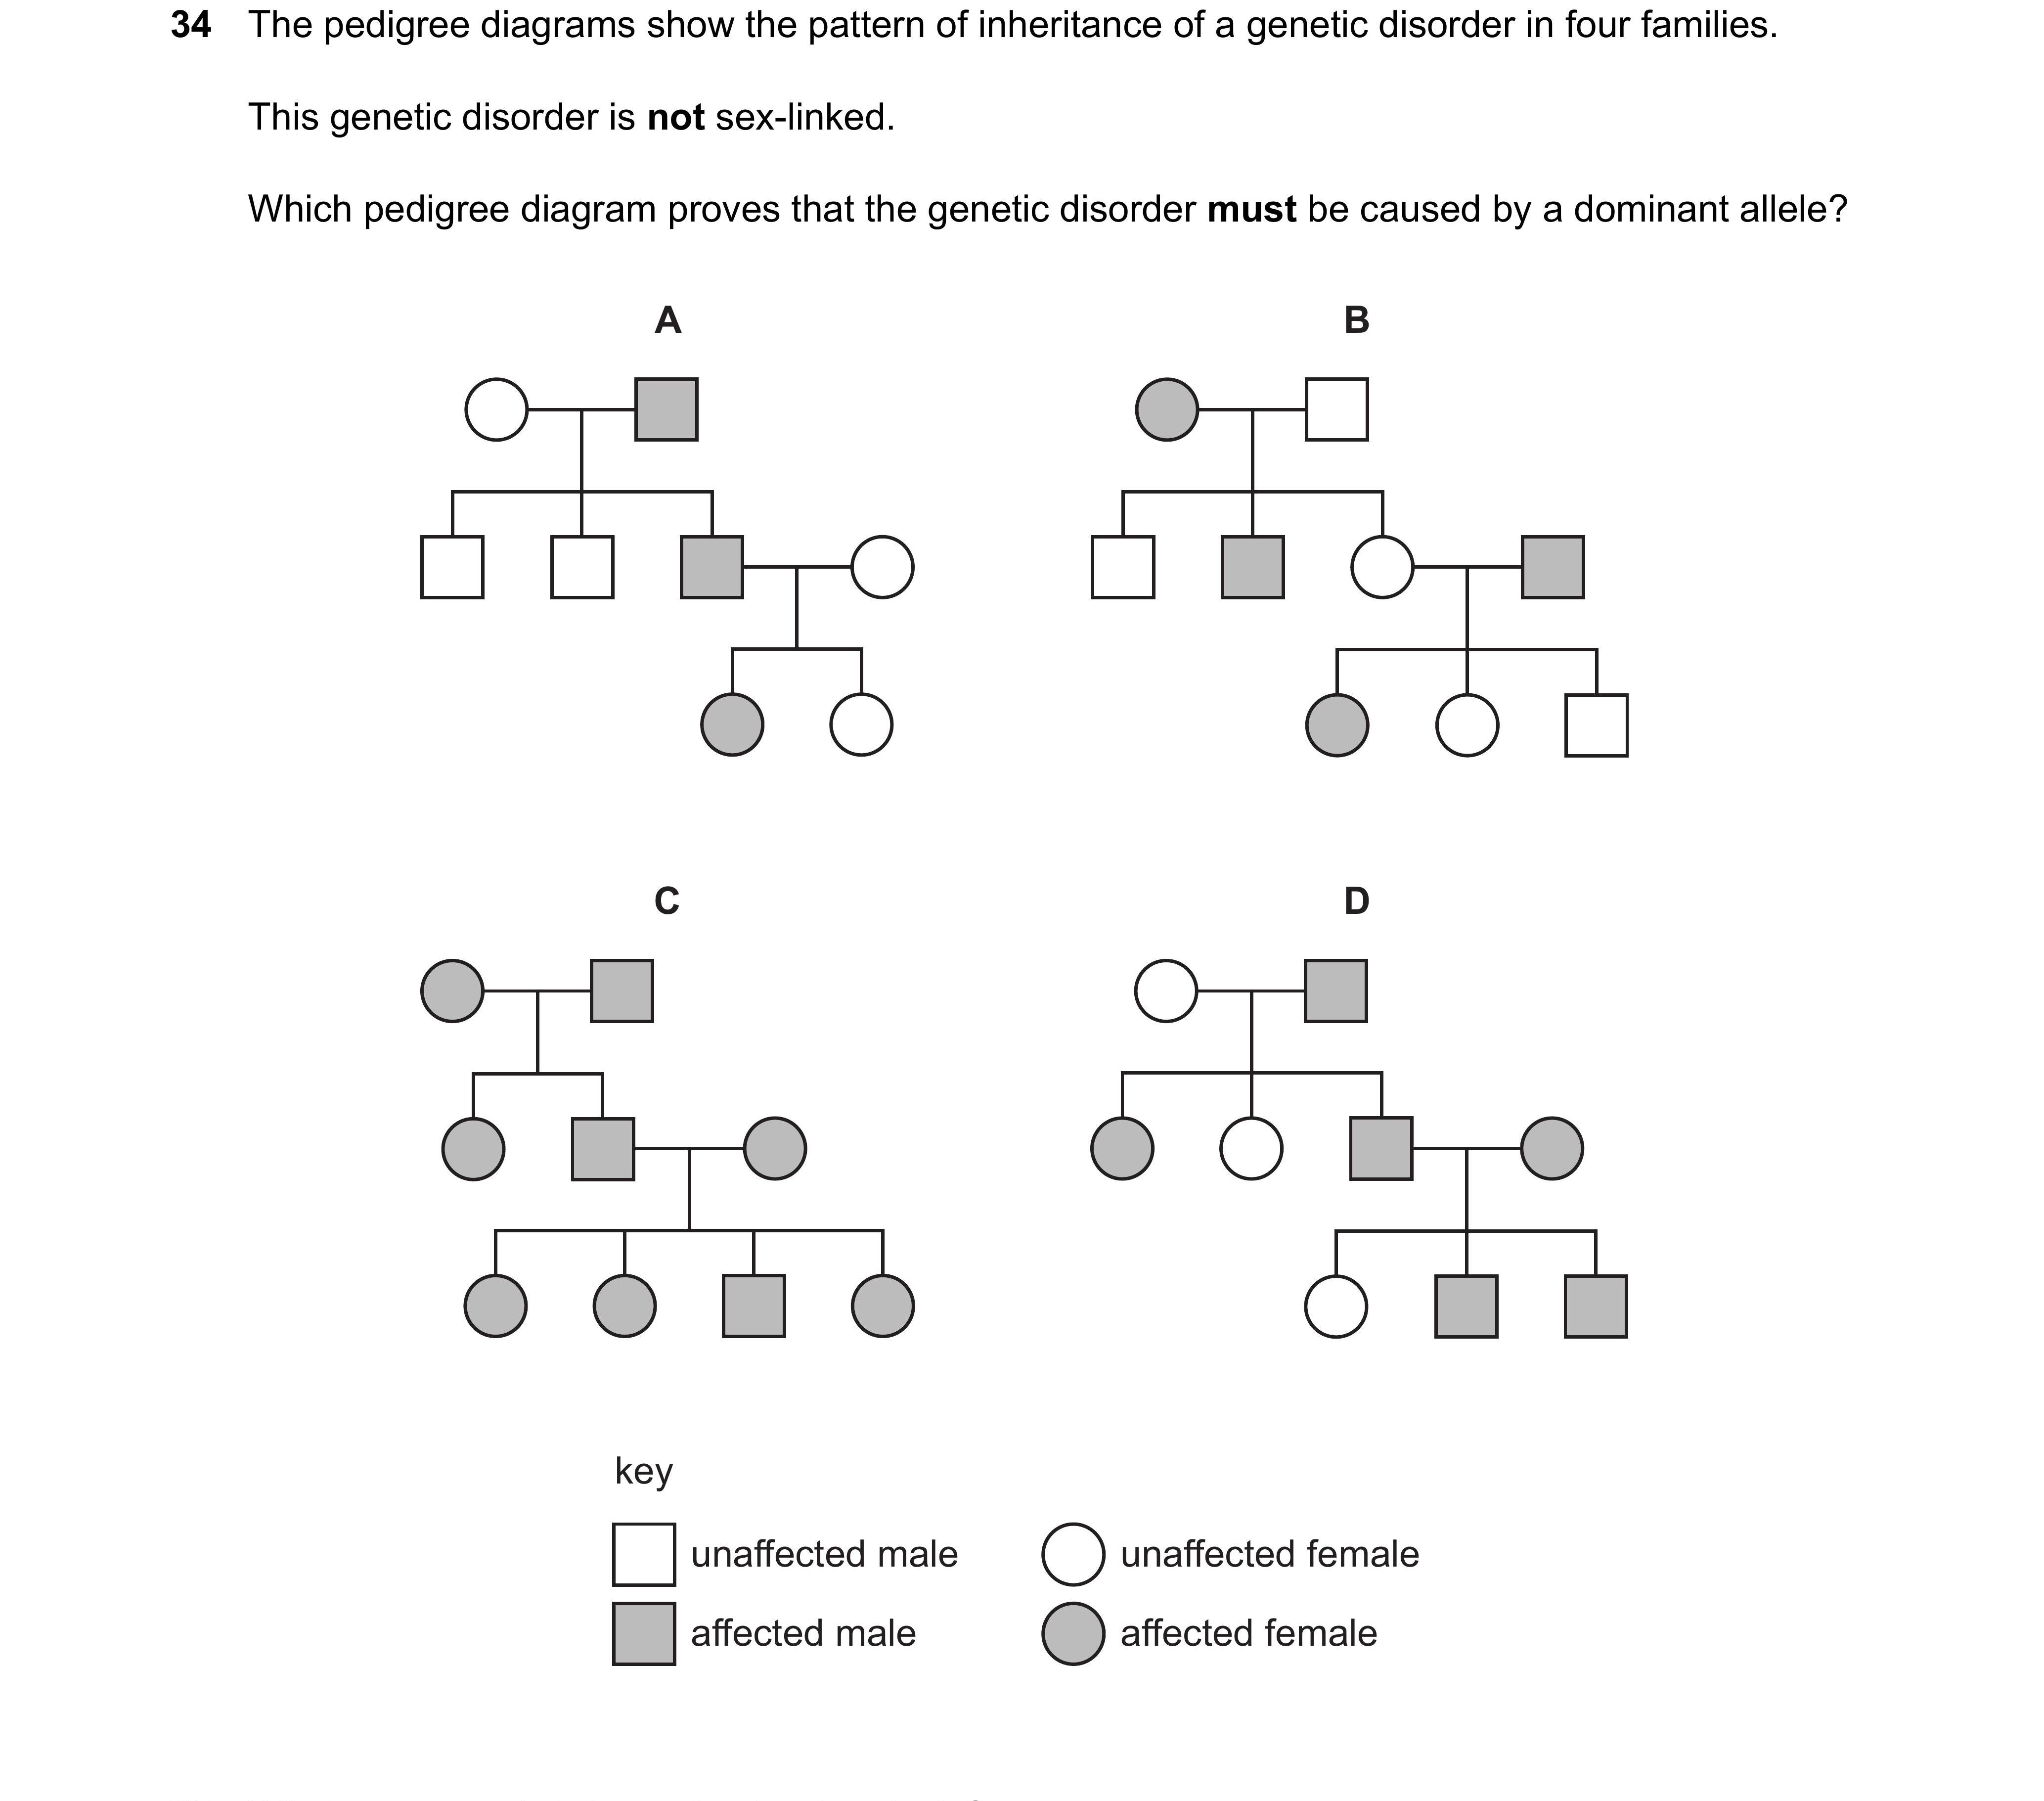 34 The pedigree diagrams show the pattern of inheritance of a genetic disorder in four families.
This genetic disorder is not sex-linked.
Which pedigree diagram proves that the genetic disorder must be caused by a dominant allele?
A
B
C
D
key
unaffected male
unaffected female
affected male
affected female